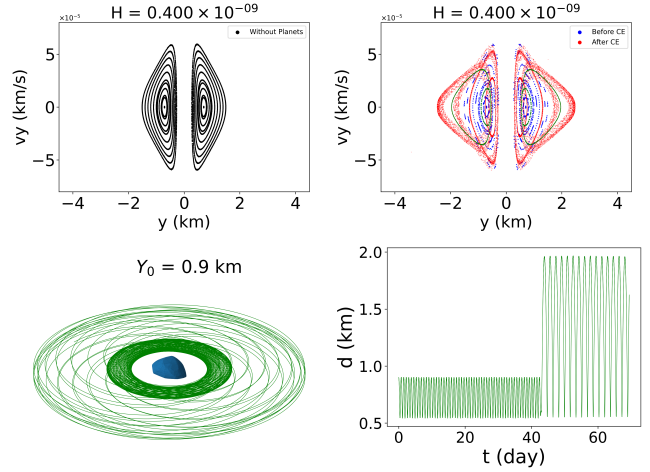 H = 0.400 × 10⁻⁰⁹
×10⁻⁵
Without Planets
5
0
−5
vy (km/s)
−4 −2 0 2 4
y (km)
H = 0.400 × 10⁻⁰⁹
×10⁻⁵
Before CE
After CE
5
0
−5
vy (km/s)
−4 −2 0 2 4
y (km)
Y₀ = 0.9 km
2.0
1.5
1.0
0.5
d (km)
0 20 40 60
t (day)